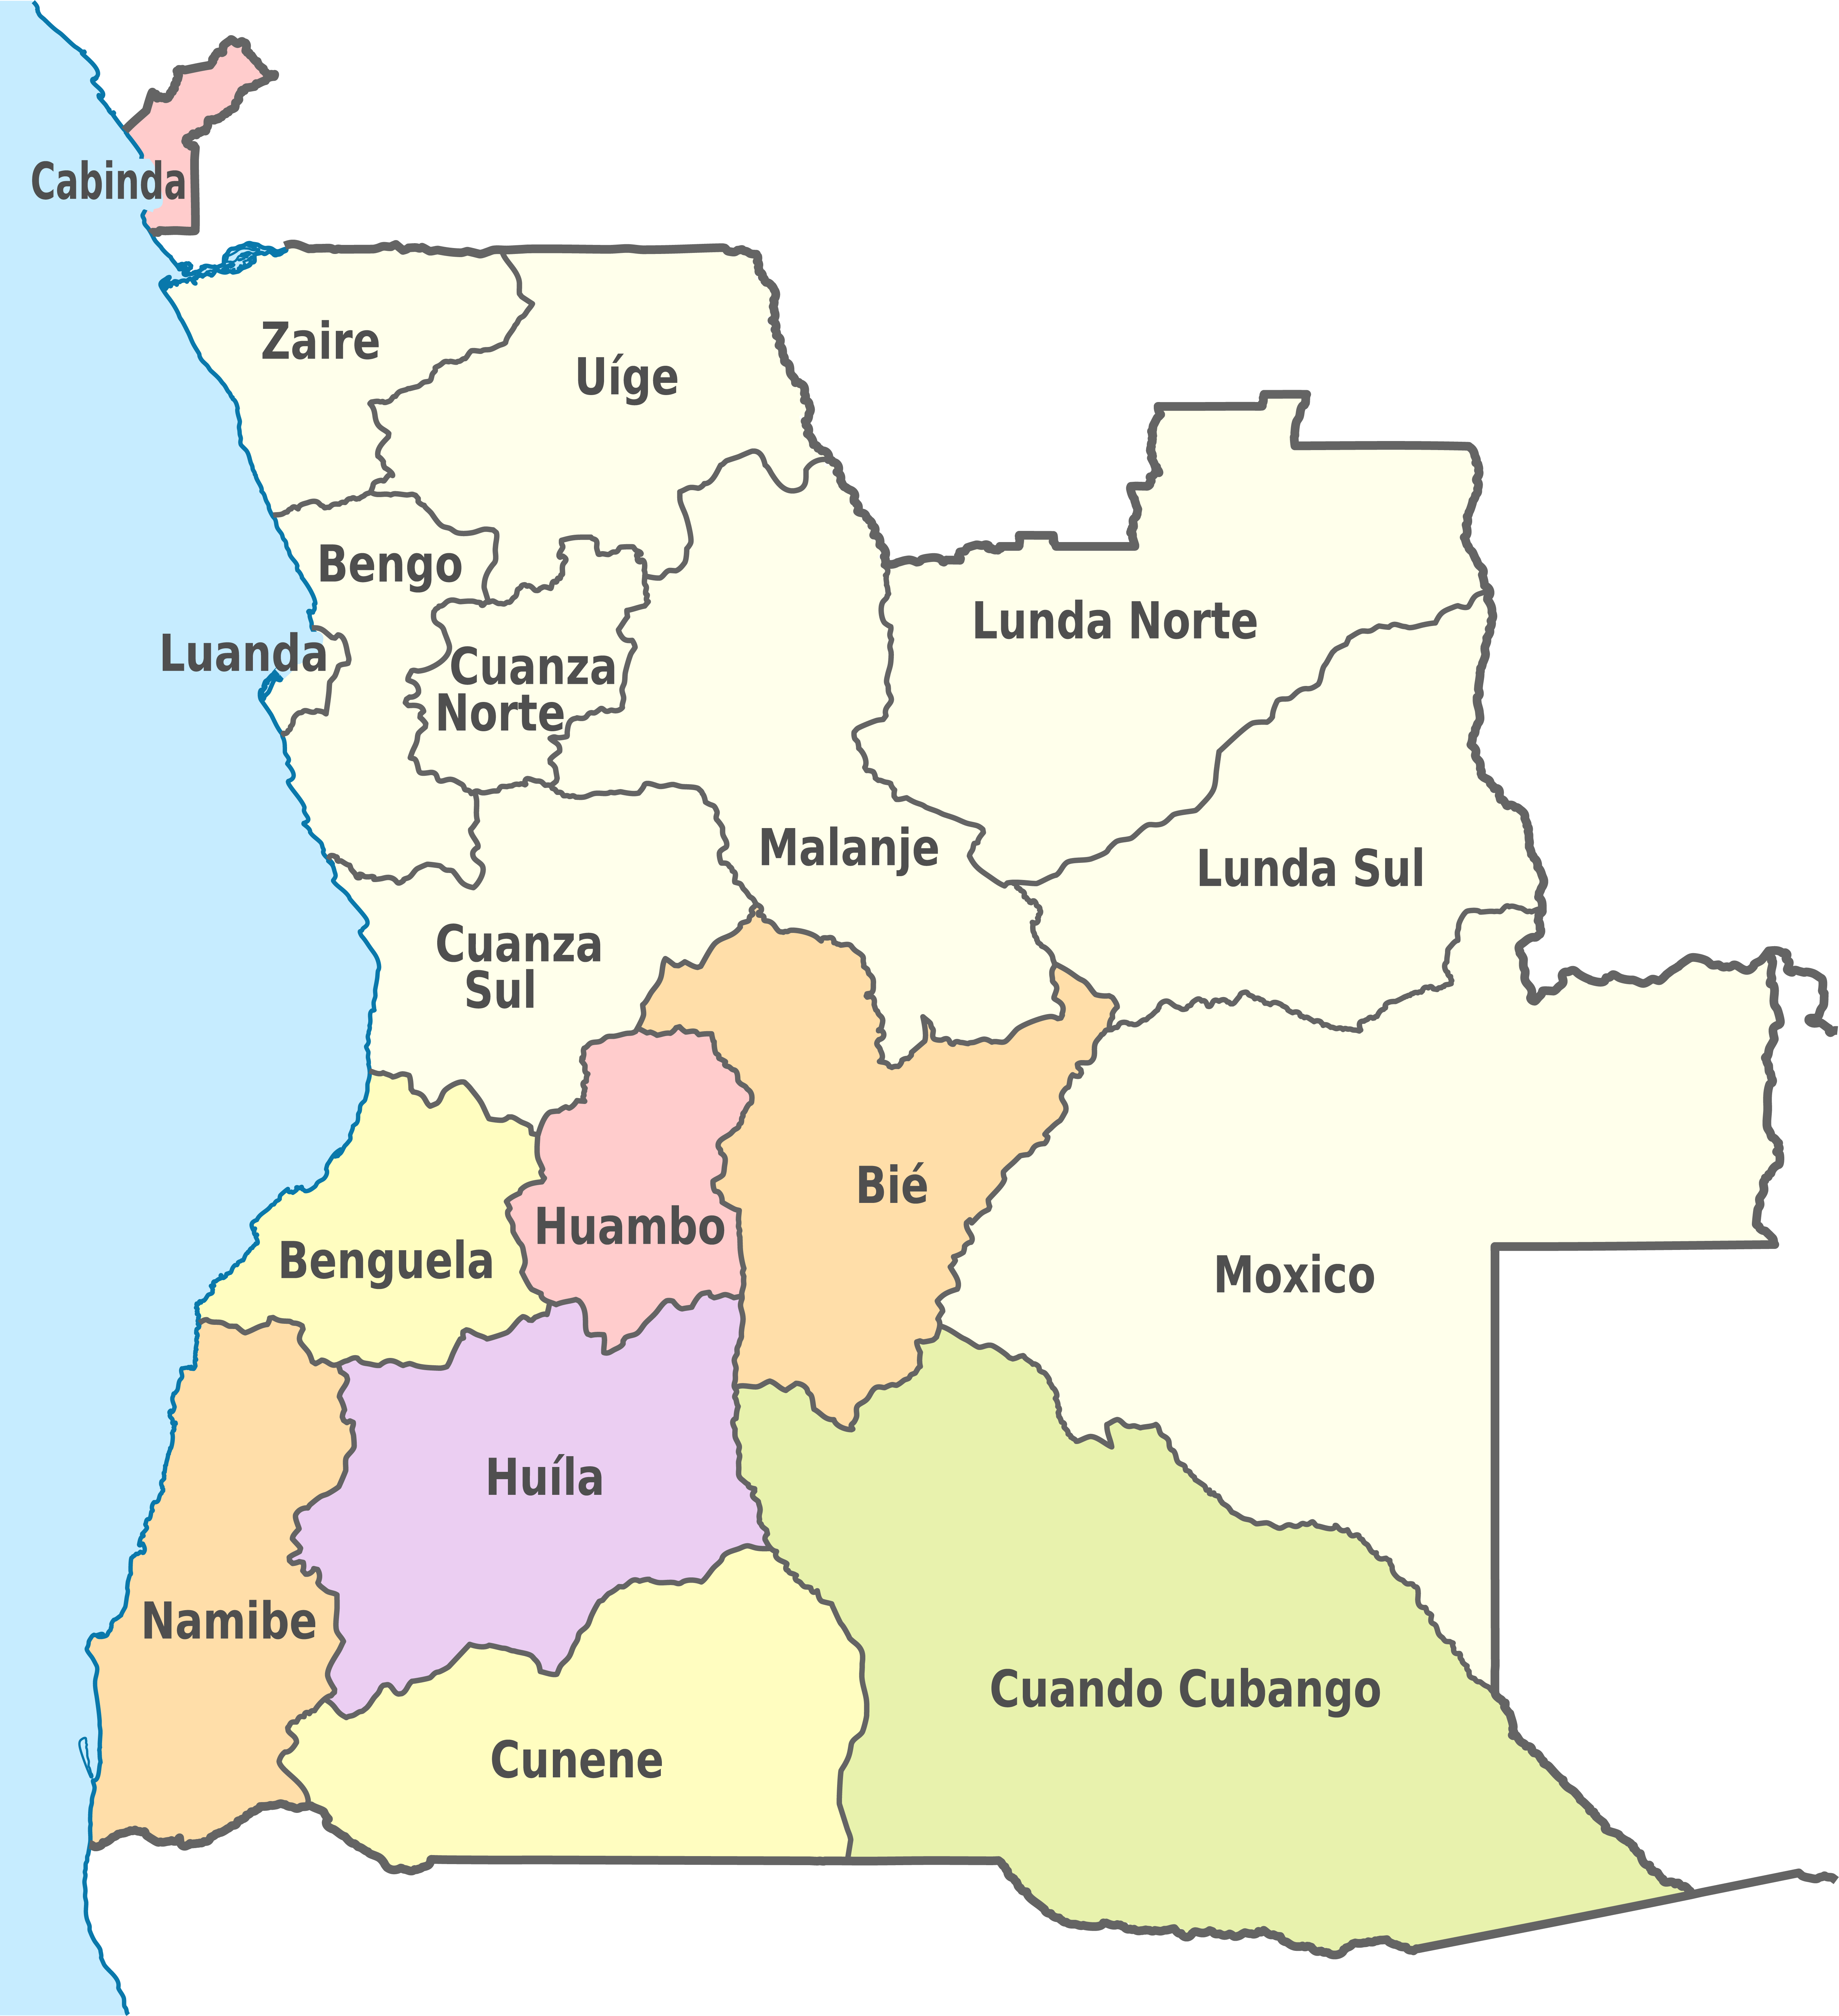 Cabinda
Zaire
Uíge
Bengo
Lunda Norte
Luanda
Cuanza
Norte
Malanje
Lunda Sul
Cuanza
Sul
Bié
Huambo
Benguela
Moxico
Huíla
Namibe
Cuando Cubango
Cunene